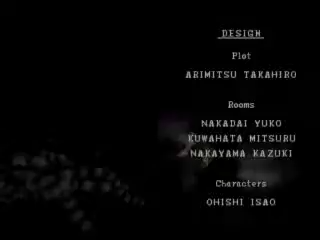 DESIGN
Plot
ARIMITSU TAKAHIRO
Rooms
NAKADAI YUKO
KUWAHATA MITSURU
NAKAYAMA KAZUKI
Characters
OHISHI ISAO